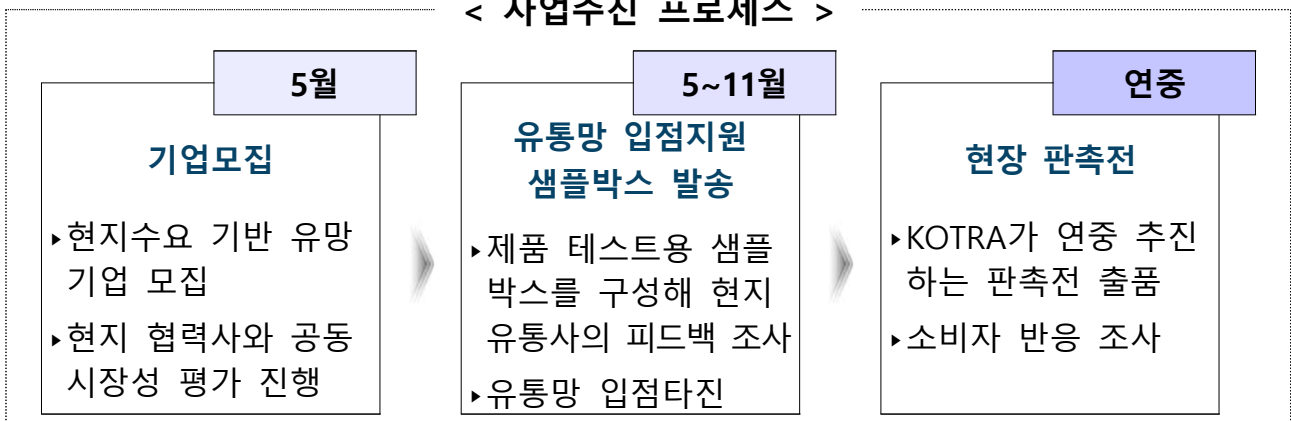 < 사업추진 프로세스 >
5월
기업모집
▸현지수요 기반 유망
기업 모집
▸현지 협력사와 공동
시장성 평가 진행
5~11월
유통망 입점지원
샘플박스 발송
▸제품 테스트용 샘플
박스를 구성해 현지
유통사의 피드백 조사
▸유통망 입점타진
연중
현장 판촉전
▸KOTRA가 연중 추진
하는 판촉전 출품
▸소비자 반응 조사